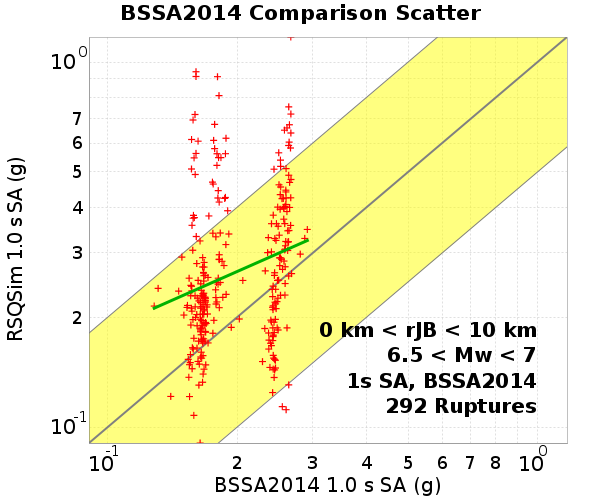 BSSA2014 Comparison Scatter
RSQSim 1.0 s SA (g)
10^0
7
6
5
4
3
2
10^-1
0 km < rJB < 10 km
6.5 < Mw < 7
1s SA, BSSA2014
292 Ruptures
10^-1 2 3 4 5 6 7 8 10^0
BSSA2014 1.0 s SA (g)